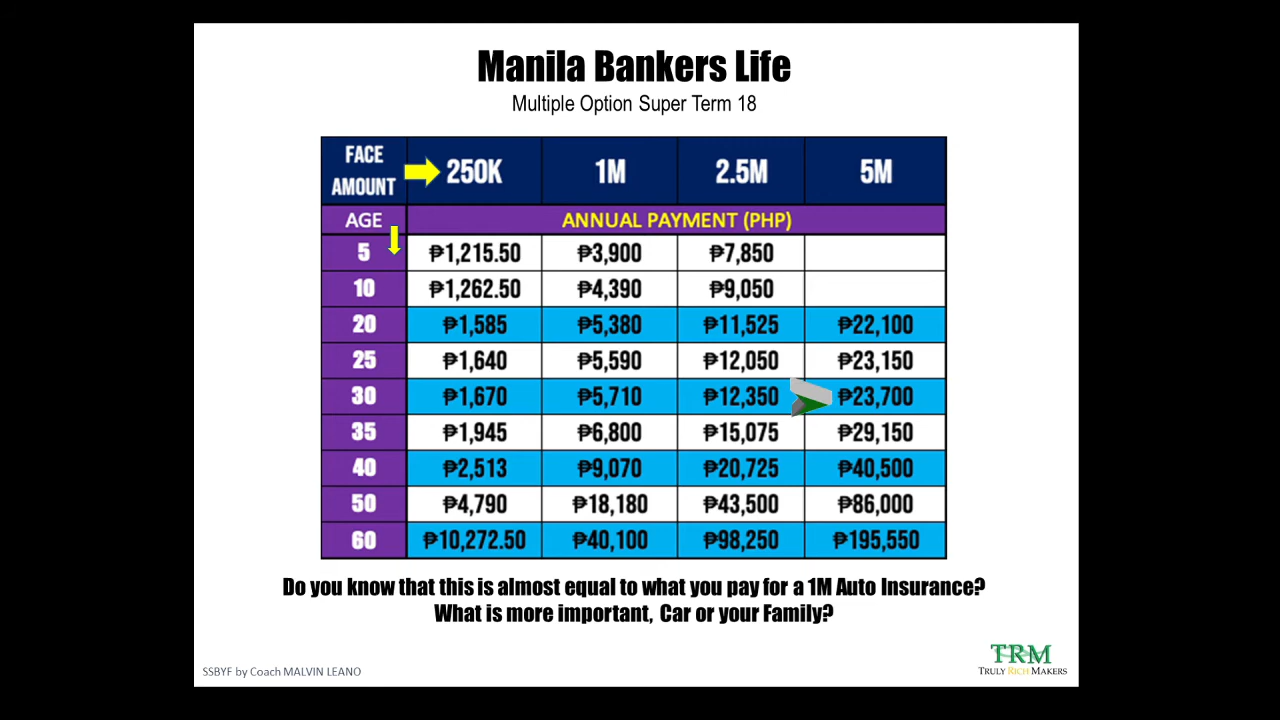 Manila Bankers Life
Multiple Option Super Term 18
FACE AMOUNT 250K 1M 2.5M 5M
AGE ANNUAL PAYMENT (PHP)
5 ₱1,215.50 ₱3,900 ₱7,850
10 ₱1,262.50 ₱4,390 ₱9,050
20 ₱1,585 ₱5,380 ₱11,525 ₱22,100
25 ₱1,640 ₱5,590 ₱12,050 ₱23,150
30 ₱1,670 ₱5,710 ₱12,350 ₱23,700
35 ₱1,945 ₱6,800 ₱15,075 ₱29,150
40 ₱2,513 ₱9,070 ₱20,725 ₱40,500
50 ₱4,790 ₱18,180 ₱43,500 ₱86,000
60 ₱10,272.50 ₱40,100 ₱98,250 ₱195,550
Do you know that this is almost equal to what you pay for a 1M Auto Insurance?
What is more important, Car or your Family?
SSBYF by Coach MALVIN LEANO
TRM
TRULY RICH MAKERS